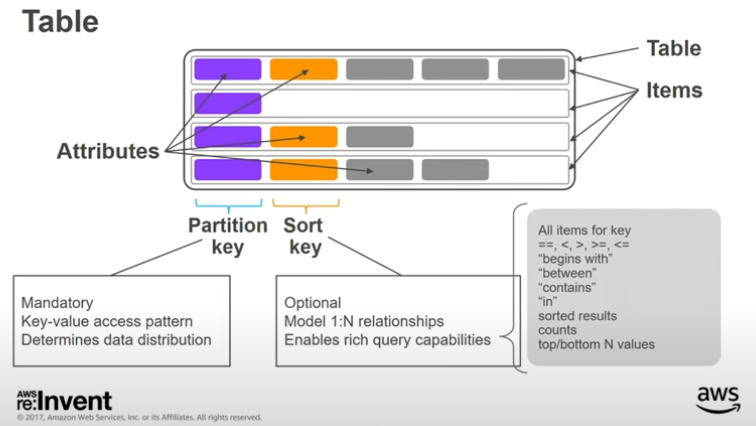 Table
Table
Items
Attributes
Partition
key
Sort
key
Mandatory
Key-value access pattern
Determines data distribution
Optional
Model 1:N relationships
Enables rich query capabilities
All items for key
==, <, >, >=, <=
“begins with”
“between”
“contains”
“in”
sorted results
counts
top/bottom N values
AWS
re:Invent
© 2017, Amazon Web Services, Inc. or its Affiliates. All rights reserved.
aws